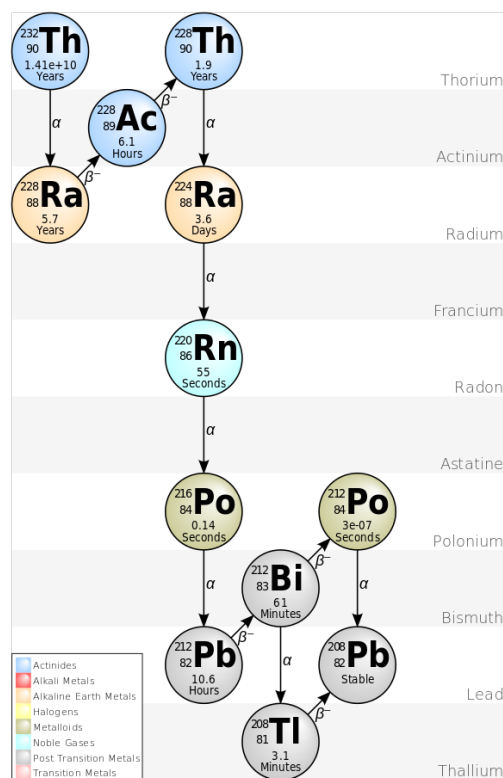 232 90 Th 228 90 Th
1.41e+10 Years 1.9 Years
Thorium
α β⁻ α
228 89 Ac
6.1 Hours
Actinium
β⁻
228 88 Ra 224 88 Ra
5.7 Years 3.6 Days
Radium
α
Francium
220 86 Rn
55 Seconds
Radon
α
Astatine
216 84 Po 212 84 Po
0.14 Seconds 3e-07 Seconds
Polonium
α β⁻ α
212 83 Bi
61 Minutes
Bismuth
β⁻ α
212 82 Pb 208 82 Pb
10.6 Hours Stable
Lead
β⁻
208 81 Tl
3.1 Minutes
Thallium
Actinides
Alkali Metals
Alkaline Earth Metals
Halogens
Metalloids
Noble Gases
Post Transition Metals
Transition Metals